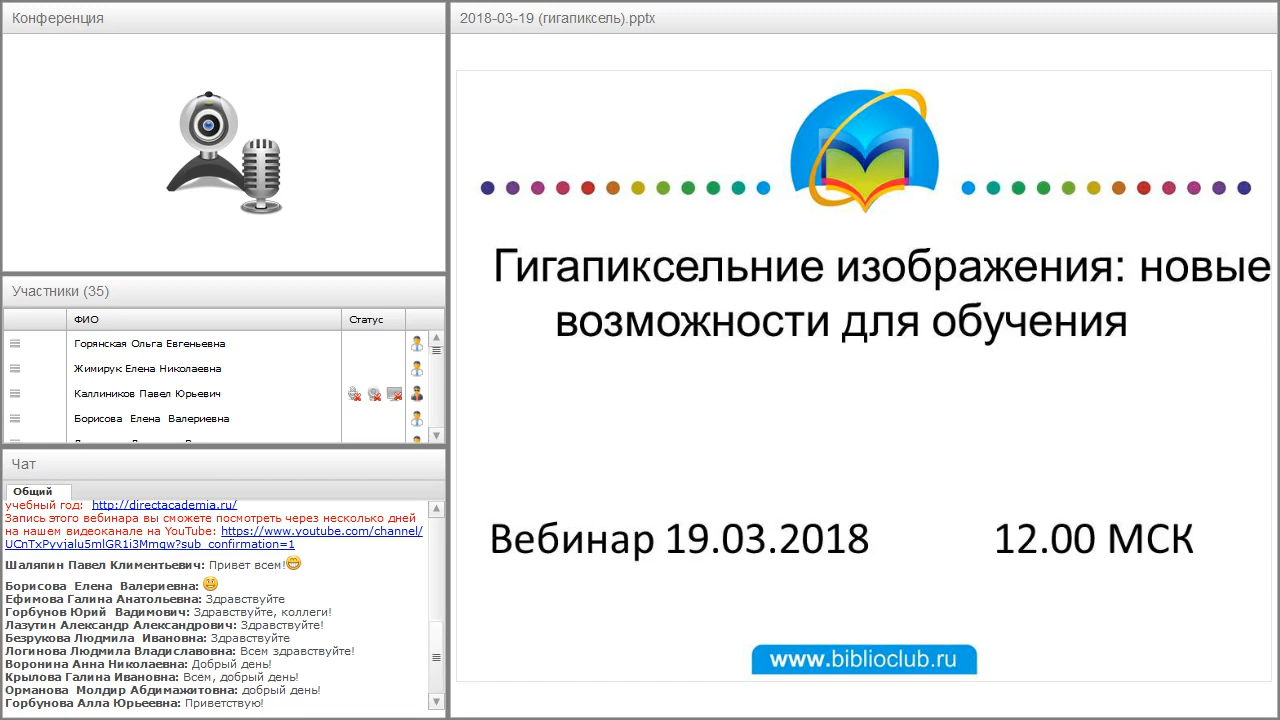 Конференция
2018-03-19 (гигапиксель).pptx
Гигапиксельние изображения: новые
возможности для обучения
Вебинар 19.03.2018 12.00 МСК
www.biblioclub.ru
Участники (35)
ФИО Статус
Горянская Ольга Евгеньевна
Жимирук Елена Николаевна
Каллиников Павел Юрьевич
Борисова Елена Валериевна
Чат
Общий
учебный год: http://directacademia.ru/
Запись этого вебинара вы сможете посмотреть через несколько дней
на нашем видеоканале на YouTube: https://www.youtube.com/channel/
UCnTxPyvjalu5mlGR1i3Mmqw?sub_confirmation=1
Шаляпин Павел Климентьевич: Привет всем!
Борисова Елена Валериевна:
Ефимова Галина Анатольевна: Здравствуйте
Горбунов Юрий Вадимович: Здравствуйте, коллеги!
Лазутин Александр Александрович: Здравствуйте!
Безрукова Людмила Ивановна: Здравствуйте
Логинова Людмила Владиславовна: Всем здравствуйте!
Воронина Анна Николаевна: Добрый день!
Крылова Галина Ивановна: Всем, добрый день!
Орманова Молдир Абдимажитовна: добрый день!
Горбунова Алла Юрьеевна: Приветствую!